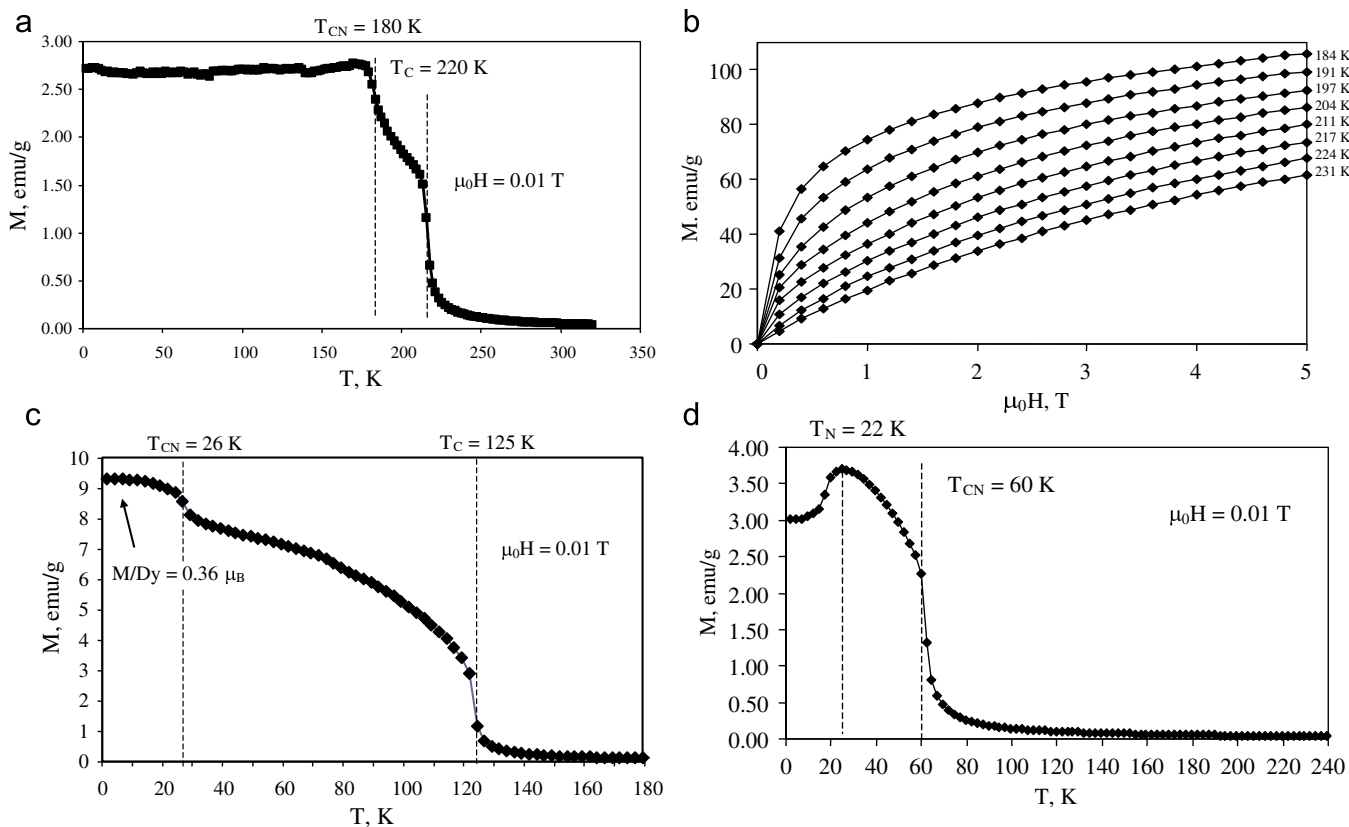 a
T_CN = 180 K
T_C = 220 K
μ₀H = 0.01 T
M, emu/g
3.00
2.50
2.00
1.50
1.00
0.50
0.00
0 50 100 150 200 250 300 350
T, K
b
M. emu/g
100
80
60
40
20
0
184 K
191 K
197 K
204 K
211 K
217 K
224 K
231 K
0 1 2 3 4 5
μ₀H, T
c
T_CN = 26 K
T_C = 125 K
μ₀H = 0.01 T
M/Dy = 0.36 μ_B
M, emu/g
10
9
8
7
6
5
4
3
2
1
0
0 20 40 60 80 100 120 140 160 180
T, K
d
T_N = 22 K
T_CN = 60 K
μ₀H = 0.01 T
M, emu/g
4.00
3.50
3.00
2.50
2.00
1.50
1.00
0.50
0.00
0 20 40 60 80 100 120 140 160 180 200 220 240
T, K